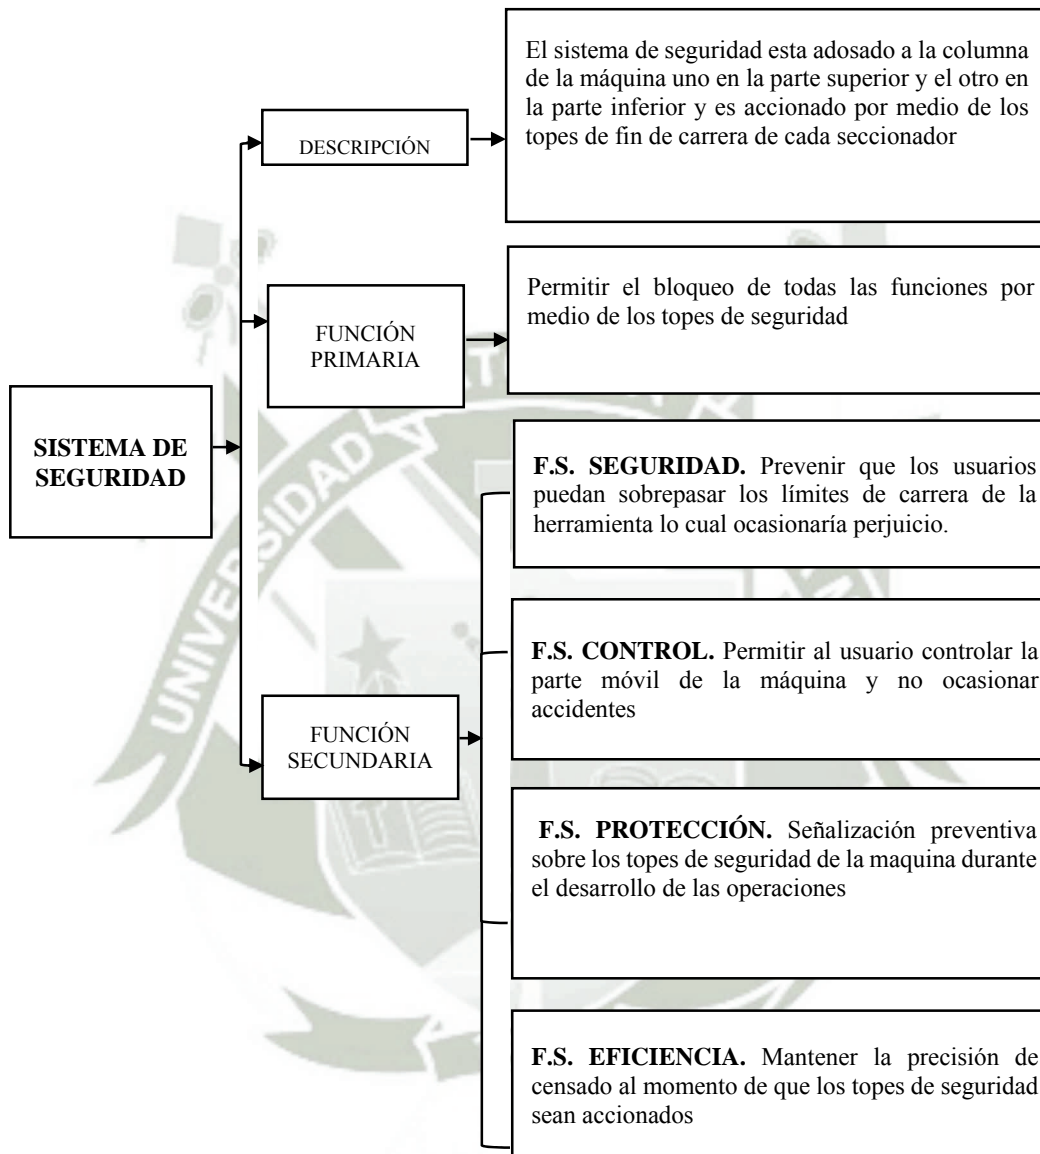 El sistema de seguridad esta adosado a la columna
de la máquina uno en la parte superior y el otro en
la parte inferior y es accionado por medio de los
topes de fin de carrera de cada seccionador
DESCRIPCIÓN
Permitir el bloqueo de todas las funciones por
medio de los topes de seguridad
FUNCIÓN
PRIMARIA
SISTEMA DE
SEGURIDAD
F.S. SEGURIDAD. Prevenir que los usuarios
puedan sobrepasar los límites de carrera de la
herramienta lo cual ocasionaría perjuicio.
F.S. CONTROL. Permitir al usuario controlar la
parte móvil de la máquina y no ocasionar
accidentes
FUNCIÓN
SECUNDARIA
F.S. PROTECCIÓN. Señalización preventiva
sobre los topes de seguridad de la maquina durante
el desarrollo de las operaciones
F.S. EFICIENCIA. Mantener la precisión de
censado al momento de que los topes de seguridad
sean accionados
UNIVERSIDAD